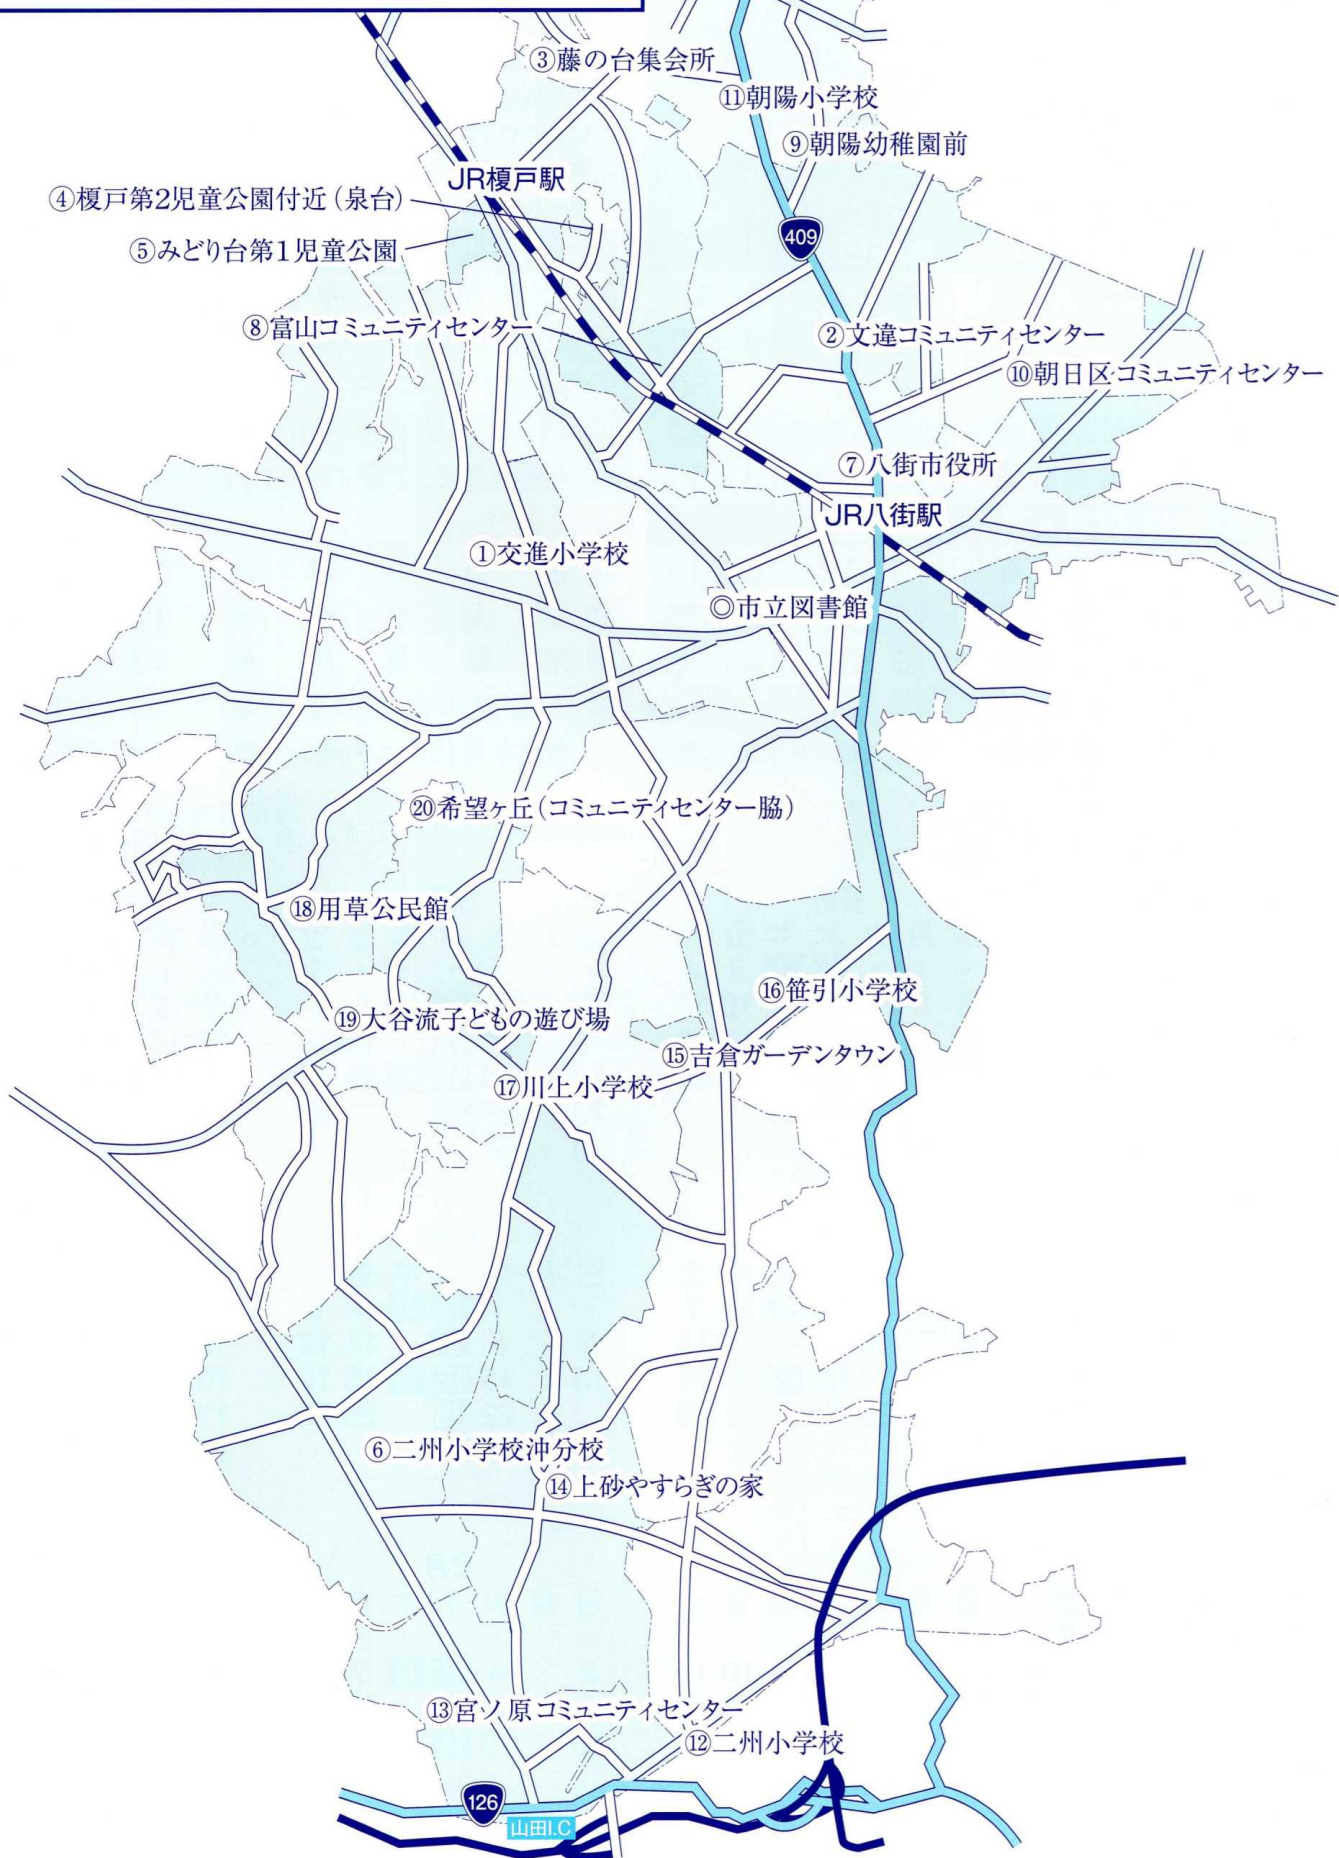 ③藤の台集会所
⑪朝陽小学校
⑨朝陽幼稚園前
JR榎戸駅
④榎戸第2児童公園付近(泉台)
409
⑤みどり台第1児童公園
⑧富山コミュニティセンター
②文違コミュニティセンター
⑩朝日区コミュニティセンター
⑦八街市役所
JR八街駅
①交進小学校
◎市立図書館
⑳希望ヶ丘(コミュニティセンター脇)
⑱用草公民館
⑯笹引小学校
⑲大谷流子どもの遊び場
⑮吉倉ガーデンタウン
⑰川上小学校
⑥二州小学校沖分校
⑭上砂やすらぎの家
⑬宮ノ原コミュニティセンター
⑫二州小学校
126
山田I.C